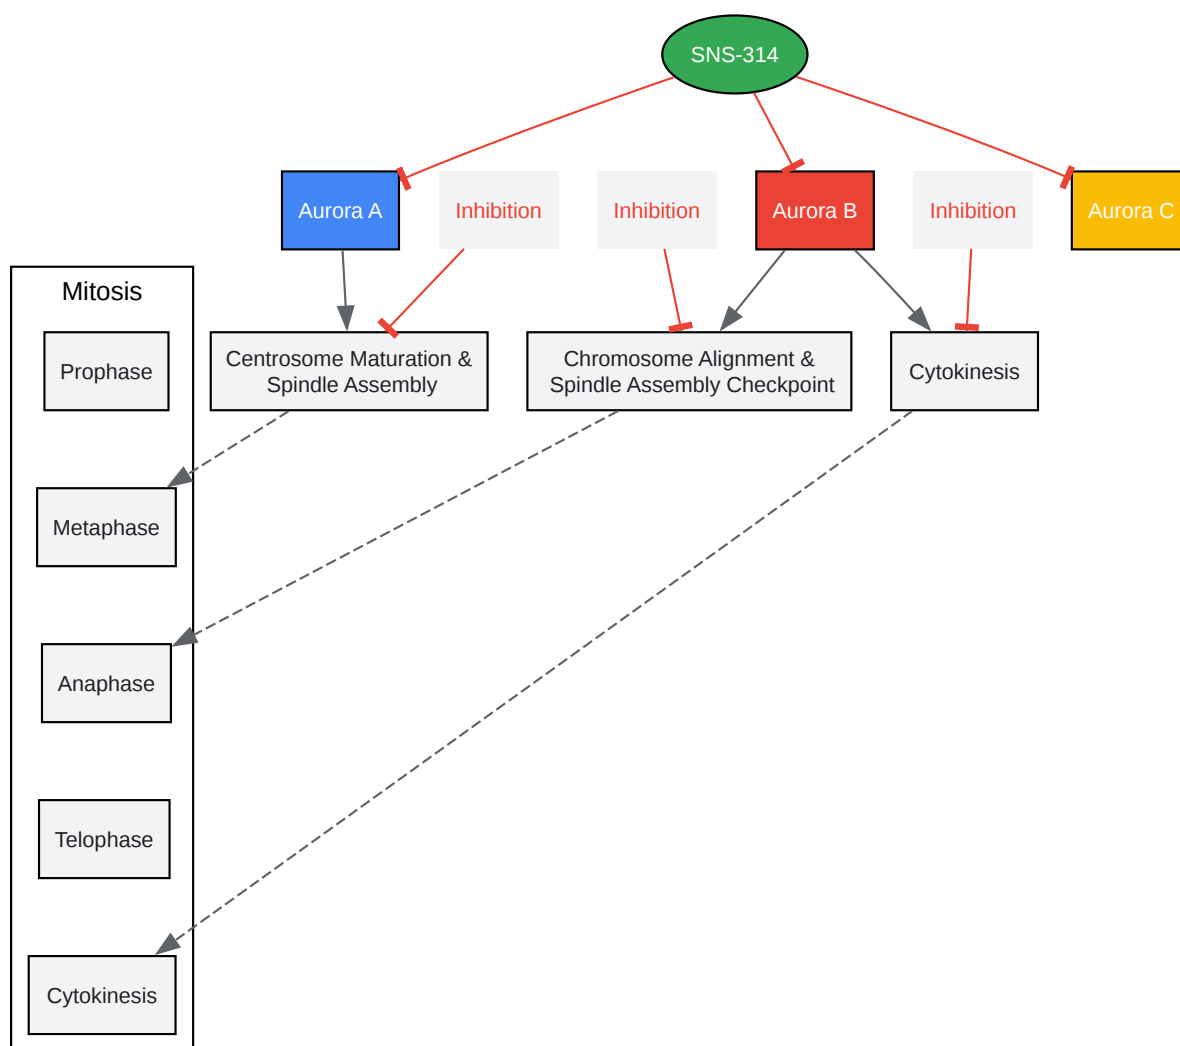 SNS-314
Aurora A
Inhibition
Inhibition
Aurora B
Inhibition
Aurora C
Mitosis
Prophase
Centrosome Maturation &
Spindle Assembly
Chromosome Alignment &
Spindle Assembly Checkpoint
Cytokinesis
Metaphase
Anaphase
Telophase
Cytokinesis